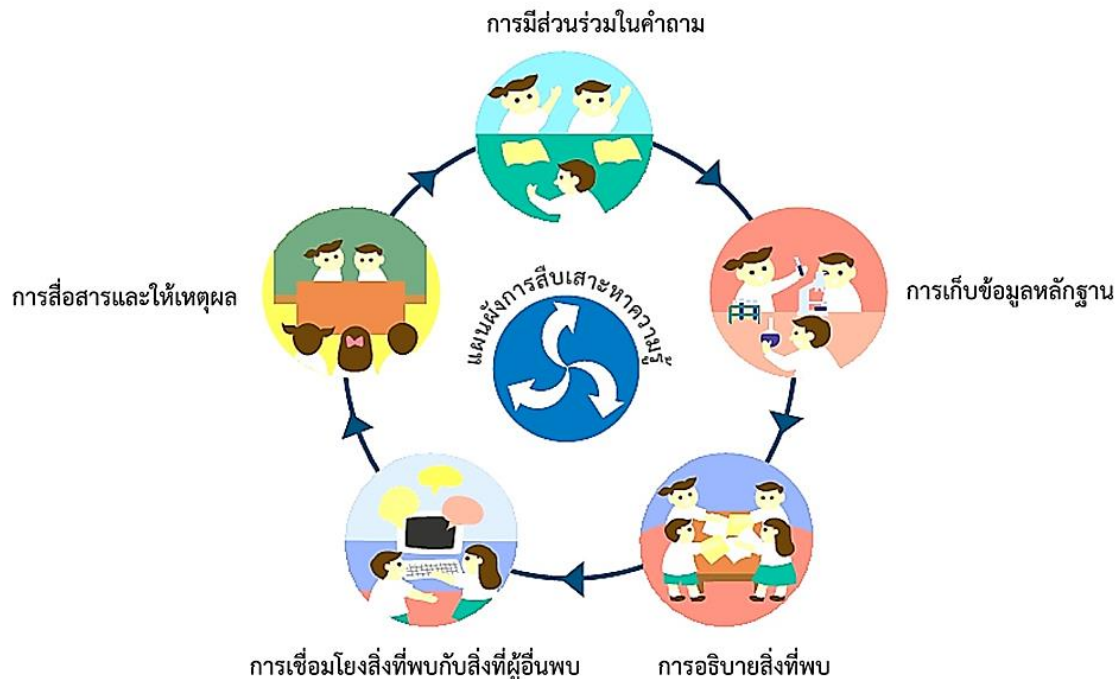 การมีส่วนร่วมในคำถาม
การเก็บข้อมูลหลักฐาน
การอธิบายสิ่งที่พบ
การเชื่อมโยงสิ่งที่พบกับสิ่งที่ผู้อื่นพบ
การสื่อสารและให้เหตุผล
แผนผังการสืบเสาะหาความรู้